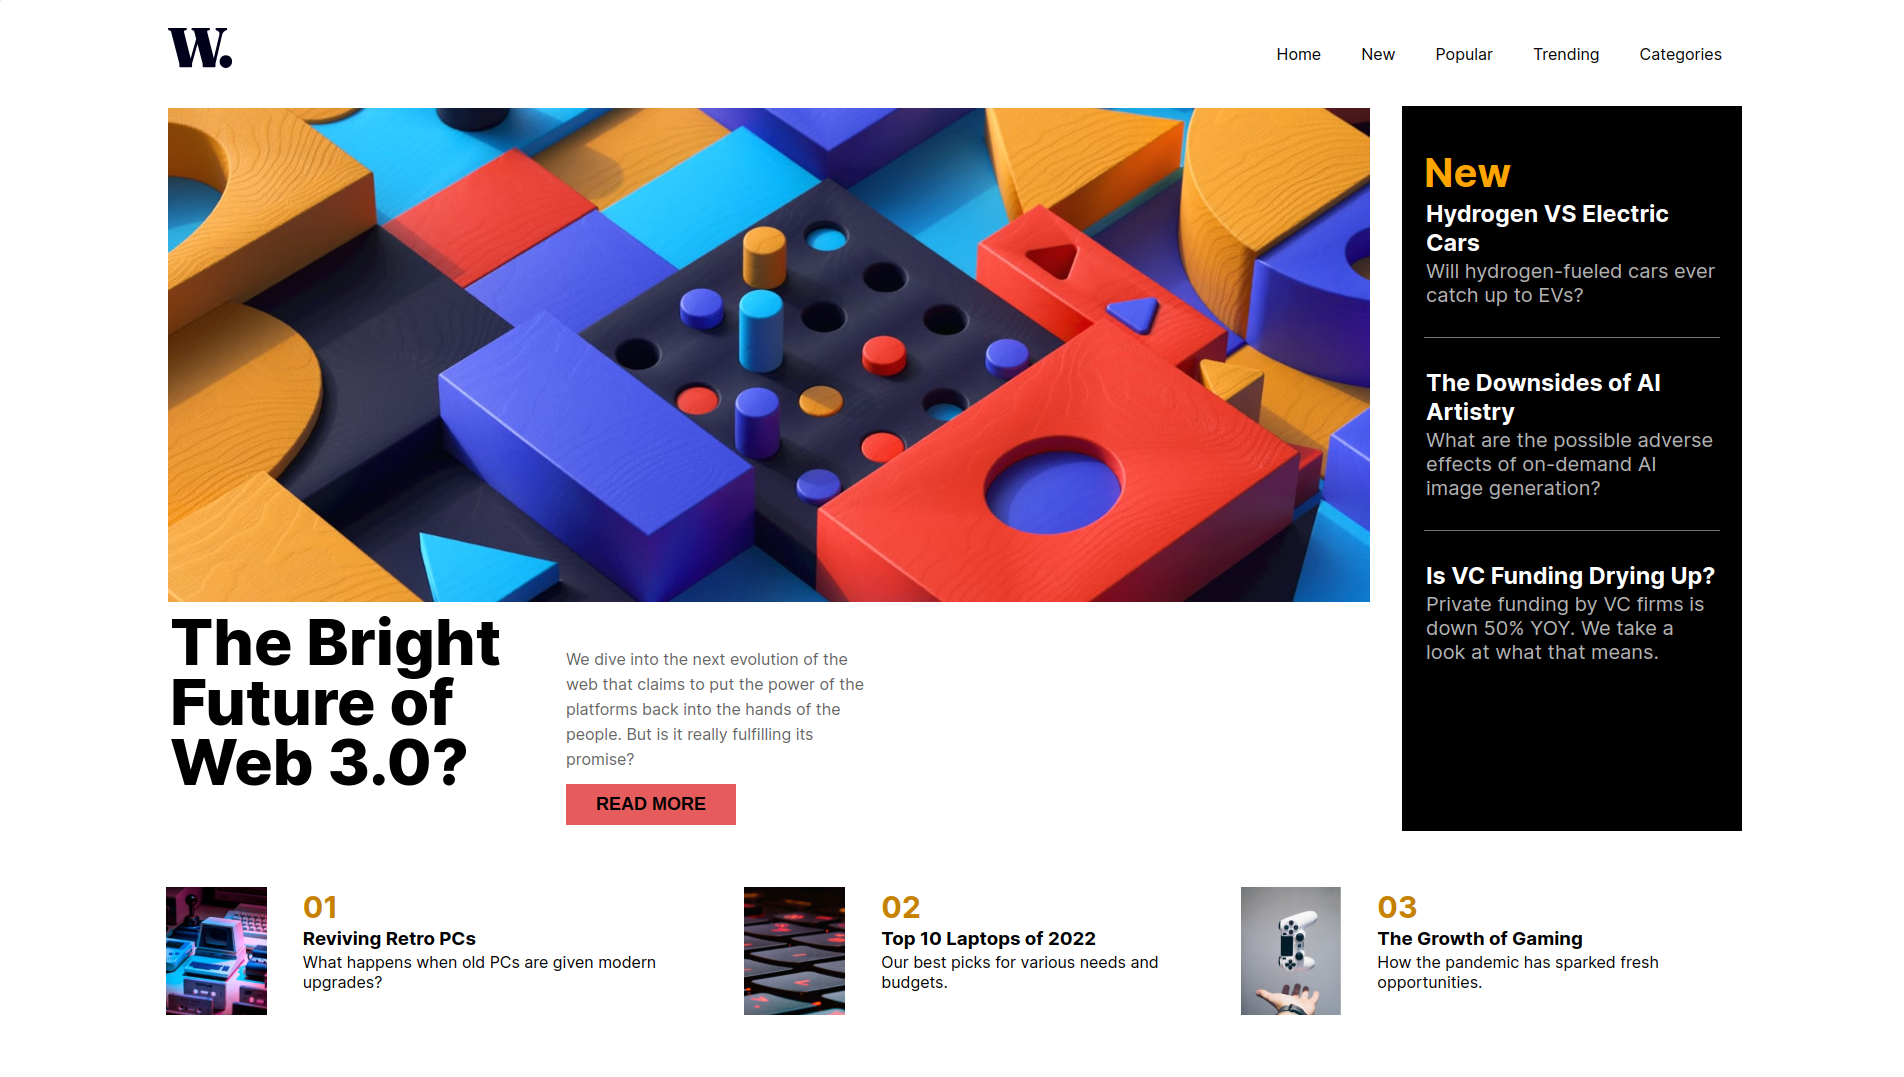 W.
Home New Popular Trending Categories
New
Hydrogen VS Electric
Cars
Will hydrogen-fueled cars ever
catch up to EVs?
The Downsides of AI
Artistry
What are the possible adverse
effects of on-demand AI
image generation?
Is VC Funding Drying Up?
Private funding by VC firms is
down 50% YOY. We take a
look at what that means.
The Bright
Future of
Web 3.0?
We dive into the next evolution of the
web that claims to put the power of the
platforms back into the hands of the
people. But is it really fulfilling its
promise?
READ MORE
01
Reviving Retro PCs
What happens when old PCs are given modern
upgrades?
02
Top 10 Laptops of 2022
Our best picks for various needs and
budgets.
03
The Growth of Gaming
How the pandemic has sparked fresh
opportunities.